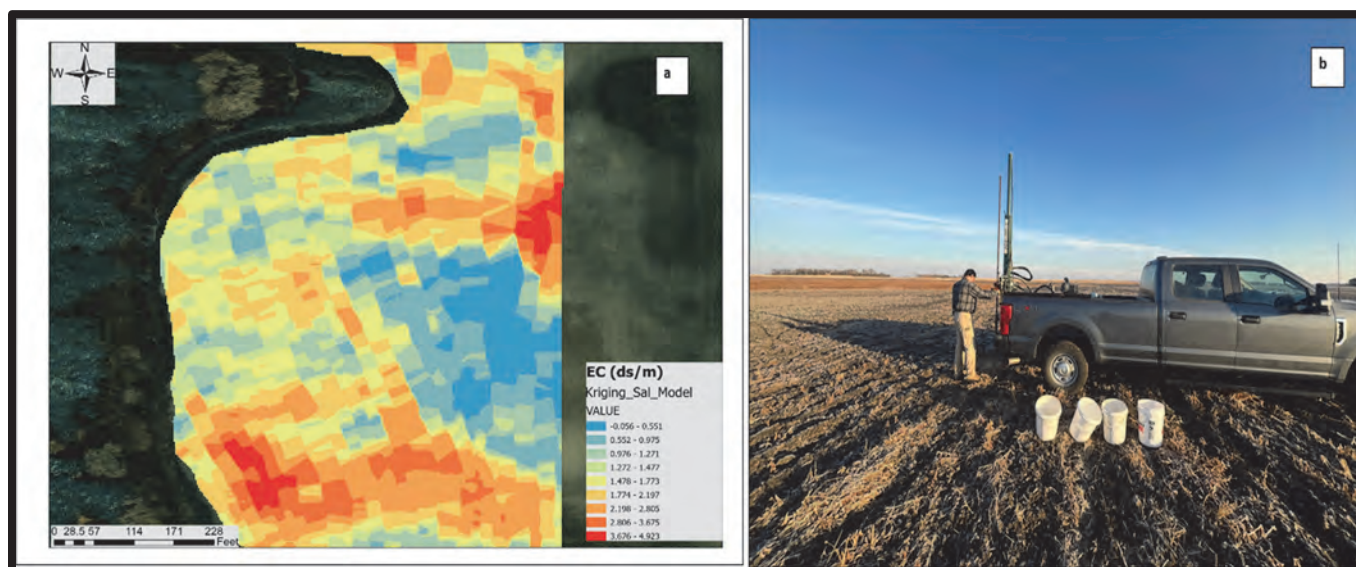 N
W E
S
a
EC (ds/m)
Kriging_Sal_Model
VALUE
-0.056 - 0.551
0.552 - 0.975
0.976 - 1.271
1.272 - 1.477
1.478 - 1.773
1.774 - 2.197
2.198 - 2.805
2.806 - 3.675
3.676 - 4.923
0 28.5 57 114 171 228
Feet
b